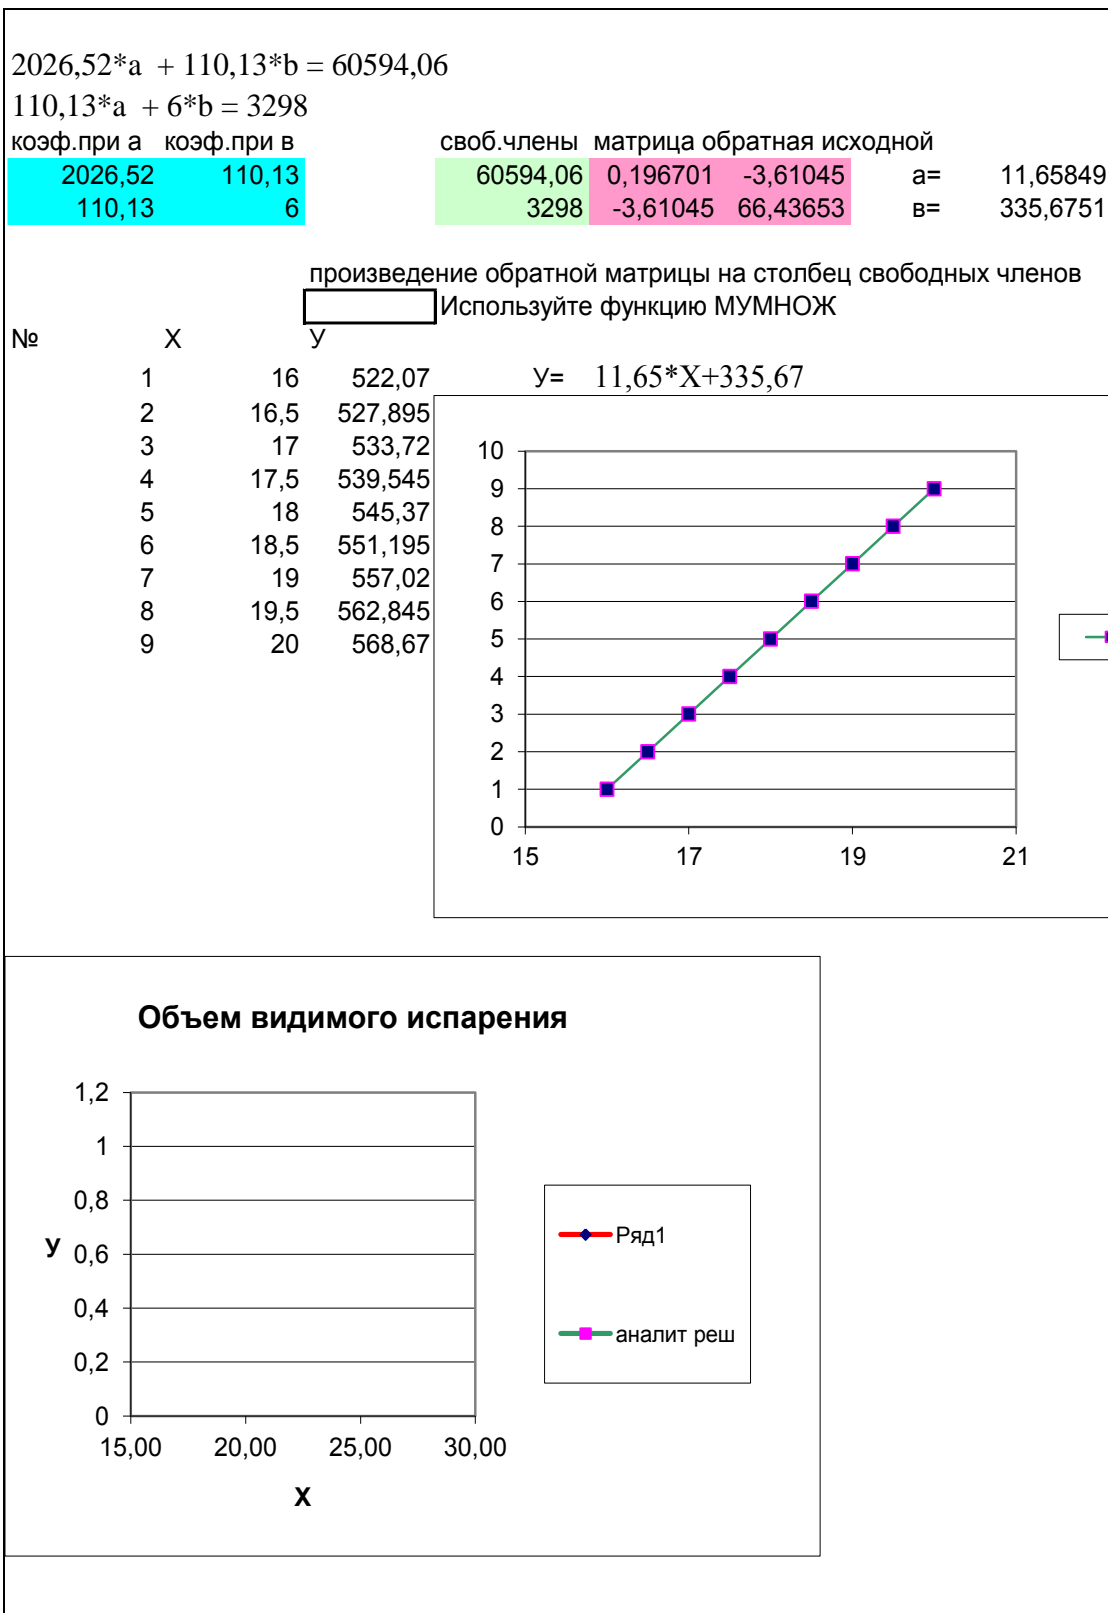 2026,52*a + 110,13*b = 60594,06
110,13*a + 6*b = 3298
коэф.при а коэф.при в своб.члены матрица обратная исходной
2026,52 110,13 60594,06 0,196701 -3,61045 а= 11,65849
110,13 6 3298 -3,61045 66,43653 в= 335,6751
произведение обратной матрицы на столбец свободных членов
Используйте функцию МУМНОЖ
№ Х У
1 16 522,07 У= 11,65*X+335,67
2 16,5 527,895
3 17 533,72
4 17,5 539,545
5 18 545,37
6 18,5 551,195
7 19 557,02
8 19,5 562,845
9 20 568,67
10
9
8
7
6
5
4
3
2
1
0
15 17 19 21
Объем видимого испарения
1,2
1
0,8
У 0,6
0,4
0,2
0
15,00 20,00 25,00 30,00
Х
Ряд1
аналит реш